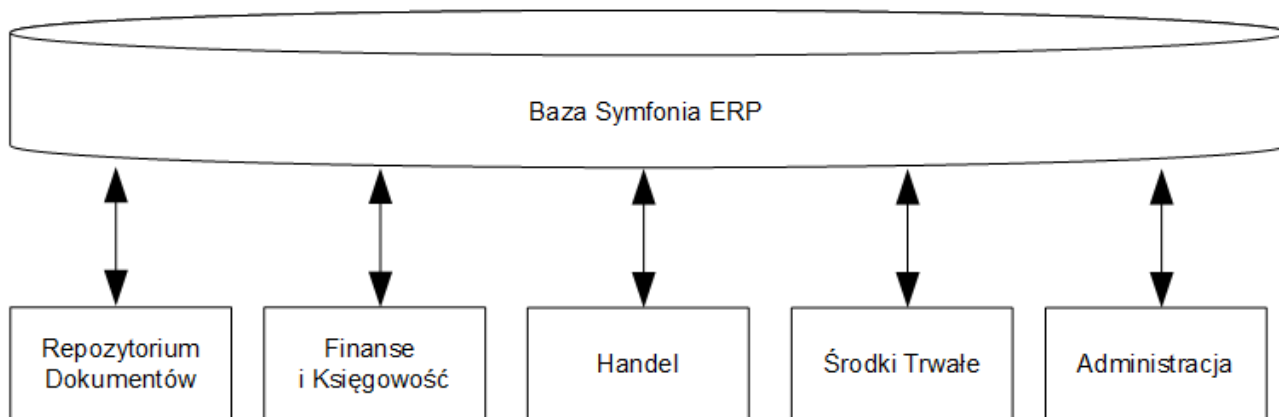 Baza Symfonia ERP
Repozytorium
Dokumentów
Finanse
i Księgowość
Handel
Środki Trwałe
Administracja